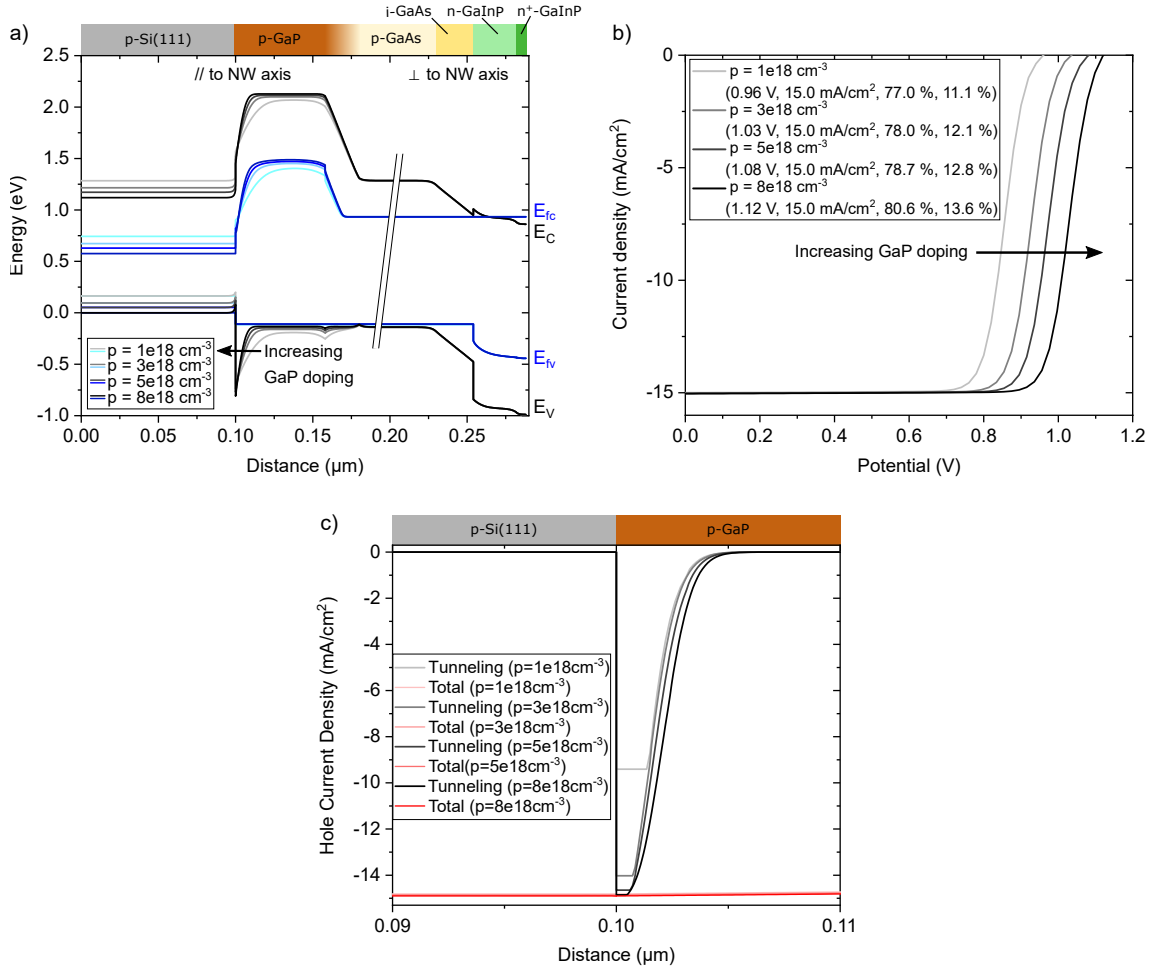 a)
i-GaAs n-GaInP n⁺-GaInP
p-Si(111) p-GaP p-GaAs
// to NW axis ⊥ to NW axis
2.5
2.0
1.5
1.0
0.5
0.0
-0.5
-1.0
Energy (eV)
E_fc
E_C
E_fv
E_V
p = 1e18 cm⁻³
p = 3e18 cm⁻³
p = 5e18 cm⁻³
p = 8e18 cm⁻³
Increasing
GaP doping
0.00 0.05 0.10 0.15 0.20 0.25
Distance (µm)
b)
0
-5
-10
-15
Current density (mA/cm²)
p = 1e18 cm⁻³
(0.96 V, 15.0 mA/cm², 77.0 %, 11.1 %)
p = 3e18 cm⁻³
(1.03 V, 15.0 mA/cm², 78.0 %, 12.1 %)
p = 5e18 cm⁻³
(1.08 V, 15.0 mA/cm², 78.7 %, 12.8 %)
p = 8e18 cm⁻³
(1.12 V, 15.0 mA/cm², 80.6 %, 13.6 %)
Increasing GaP doping
0.0 0.2 0.4 0.6 0.8 1.0 1.2
Potential (V)
c)
p-Si(111) p-GaP
0
-2
-4
-6
-8
-10
-12
-14
Hole Current Density (mA/cm²)
Tunneling (p=1e18cm⁻³)
Total (p=1e18cm⁻³)
Tunneling (p=3e18cm⁻³)
Total (p=3e18cm⁻³)
Tunneling (p=5e18cm⁻³)
Total(p=5e18cm⁻³)
Tunneling (p=8e18cm⁻³)
Total (p=8e18cm⁻³)
0.09 0.10 0.11
Distance (µm)